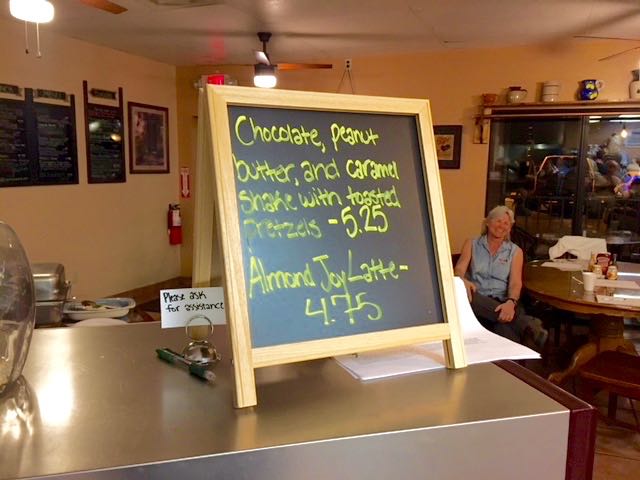 Chocolate, peanut
butter, and caramel
shake with toasted
pretzels - 5.25
Almond Joy Latte -
4.75
Please ask
for assistance